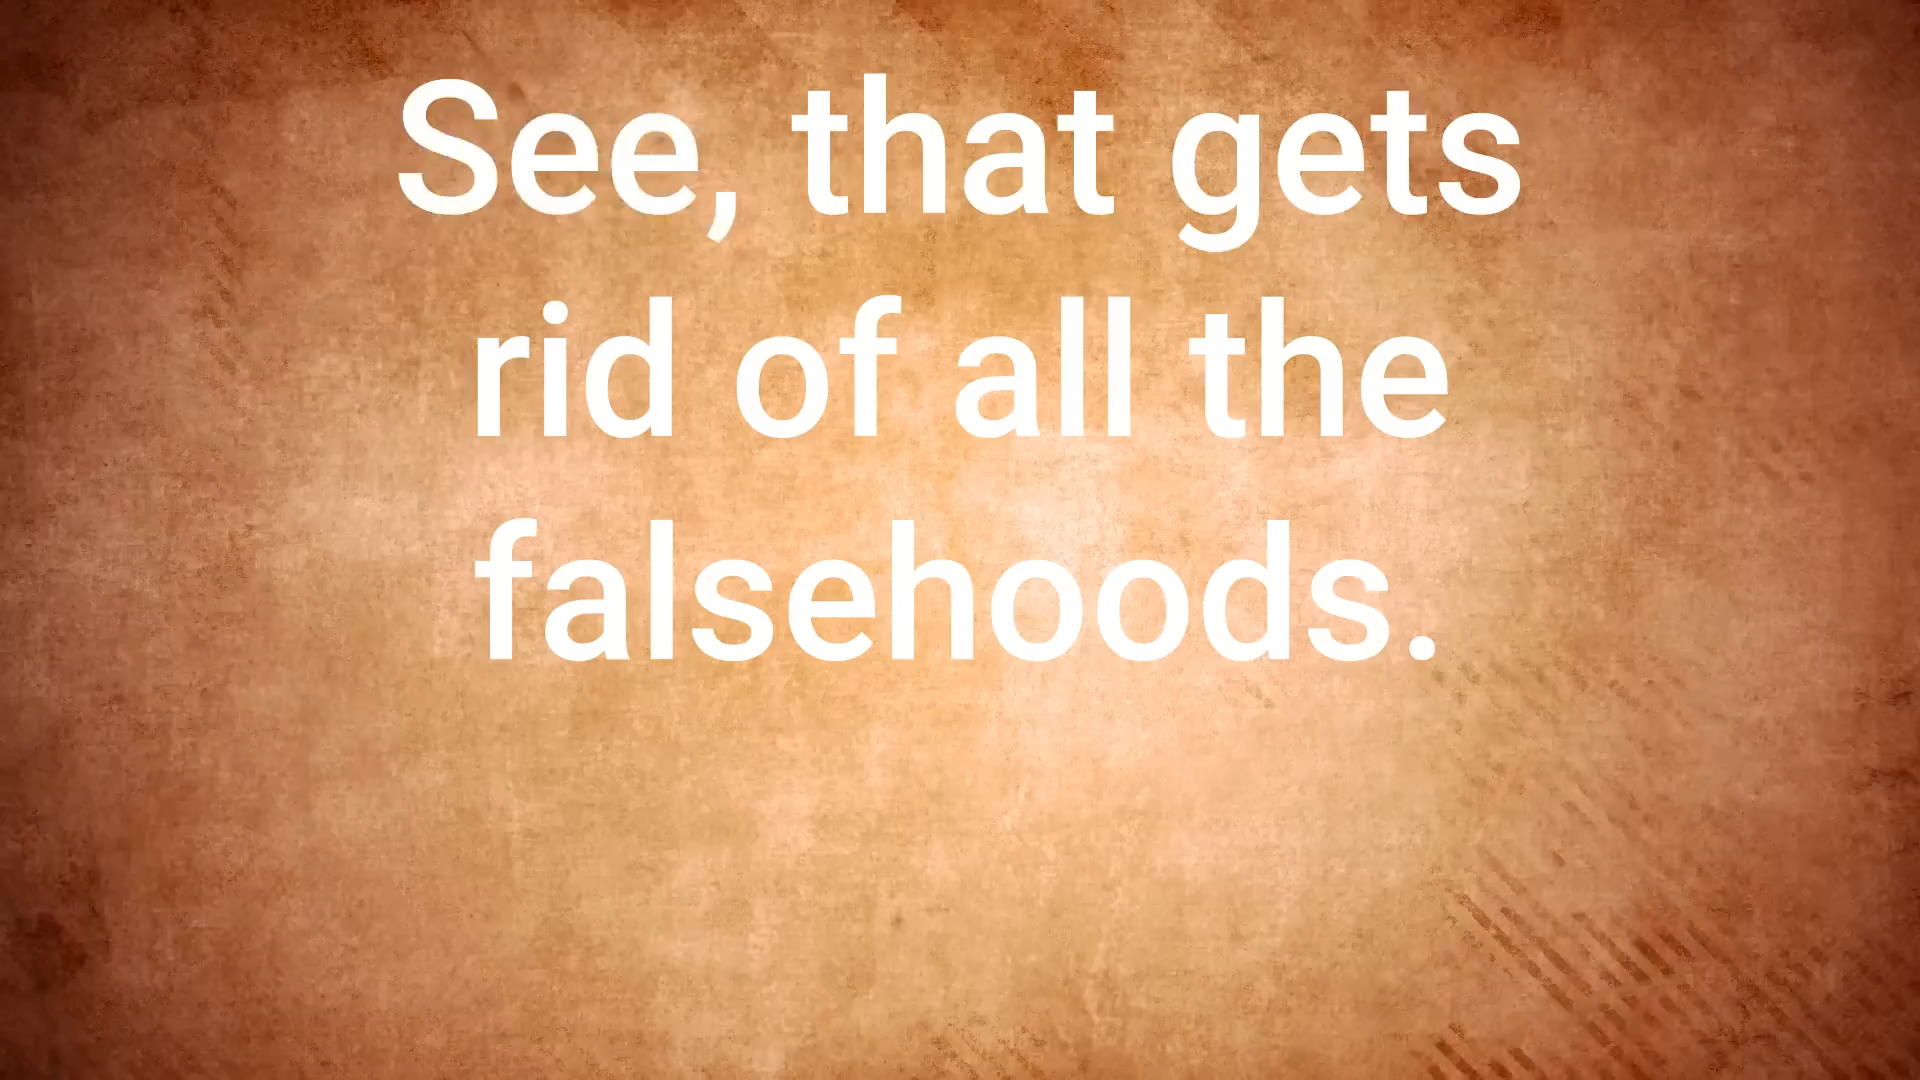 See, that gets
rid of all the
falsehoods.